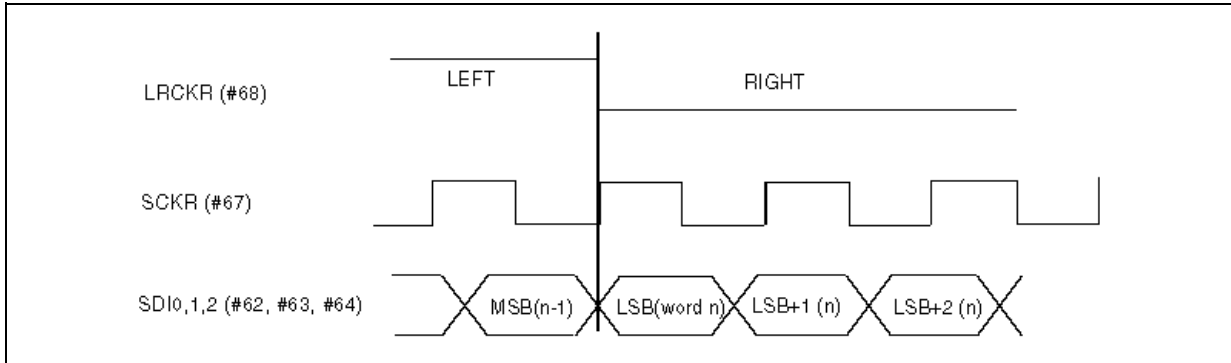 LRCKR (#68)
LEFT
RIGHT
SCKR (#67)
SDI0,1,2 (#62, #63, #64)
MSB(n-1)
LSB(word n)
LSB+1 (n)
LSB+2 (n)